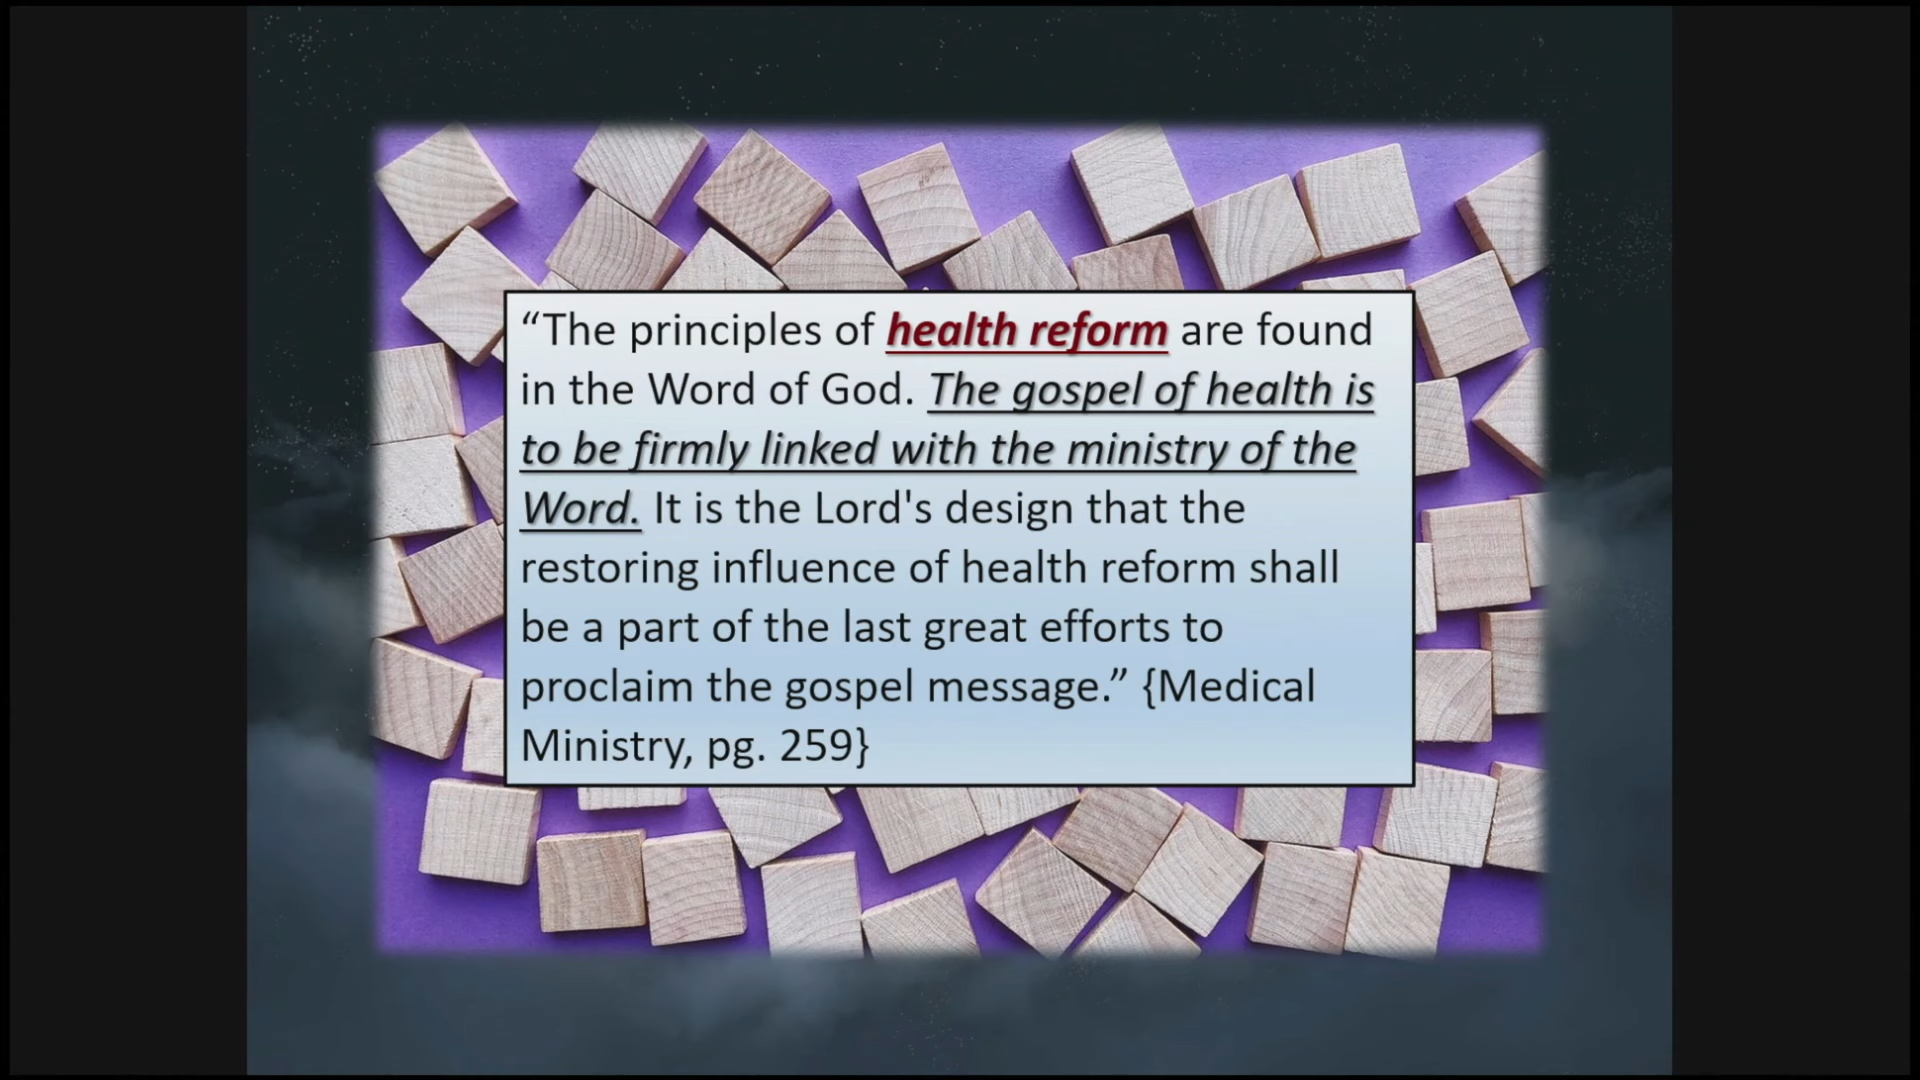 “The principles of health reform are found
in the Word of God. The gospel of health is
to be firmly linked with the ministry of the
Word. It is the Lord's design that the
restoring influence of health reform shall
be a part of the last great efforts to
proclaim the gospel message.” {Medical
Ministry, pg. 259}